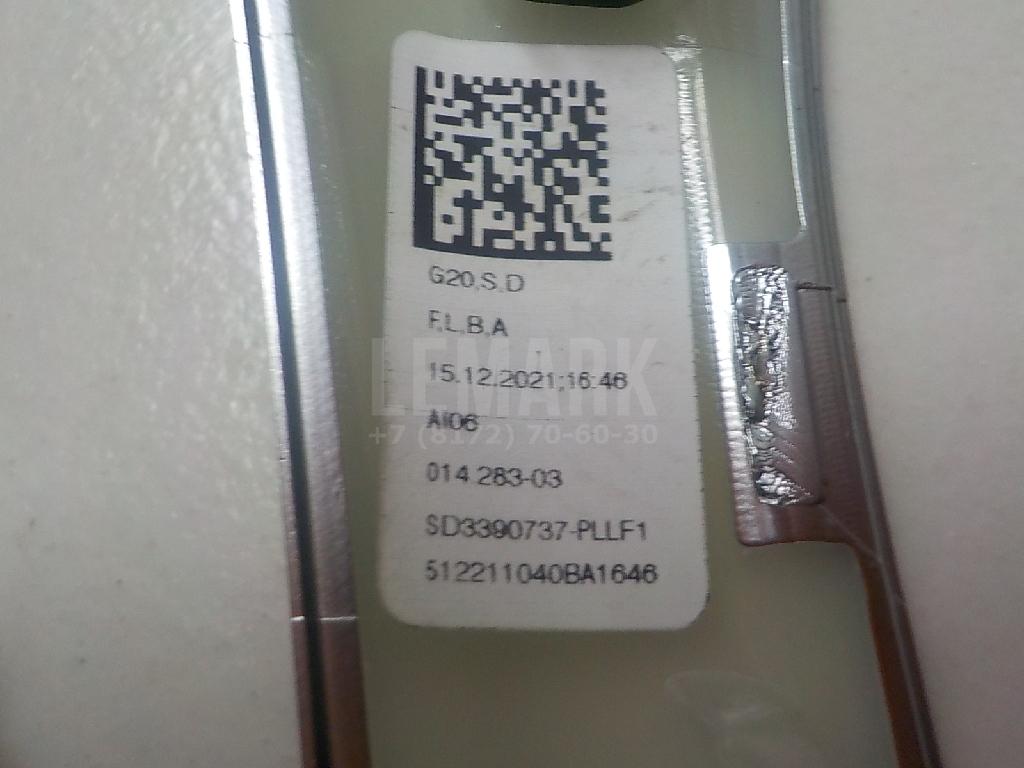 G20,S,D
F,L,B,A
LEMARK
15.12.2021;16:46
AI06
+7 (8172) 70-60-30
014.283-03
SD3390737-PLLF1
512211040BA1646